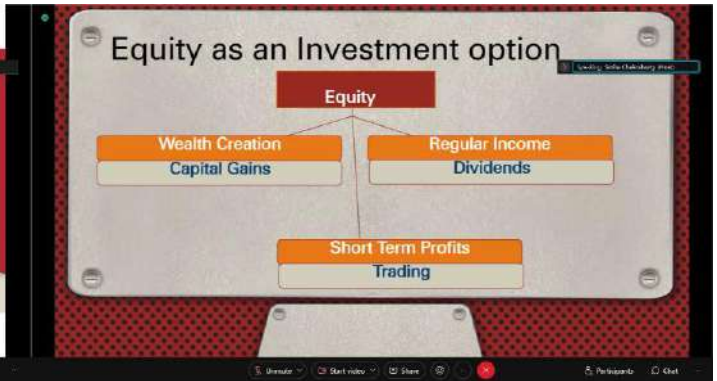 Equity as an Investment option
Equity
Wealth Creation
Capital Gains
Regular Income
Dividends
Short Term Profits
Trading
Unmute
Start video
Share
Participants
Chat